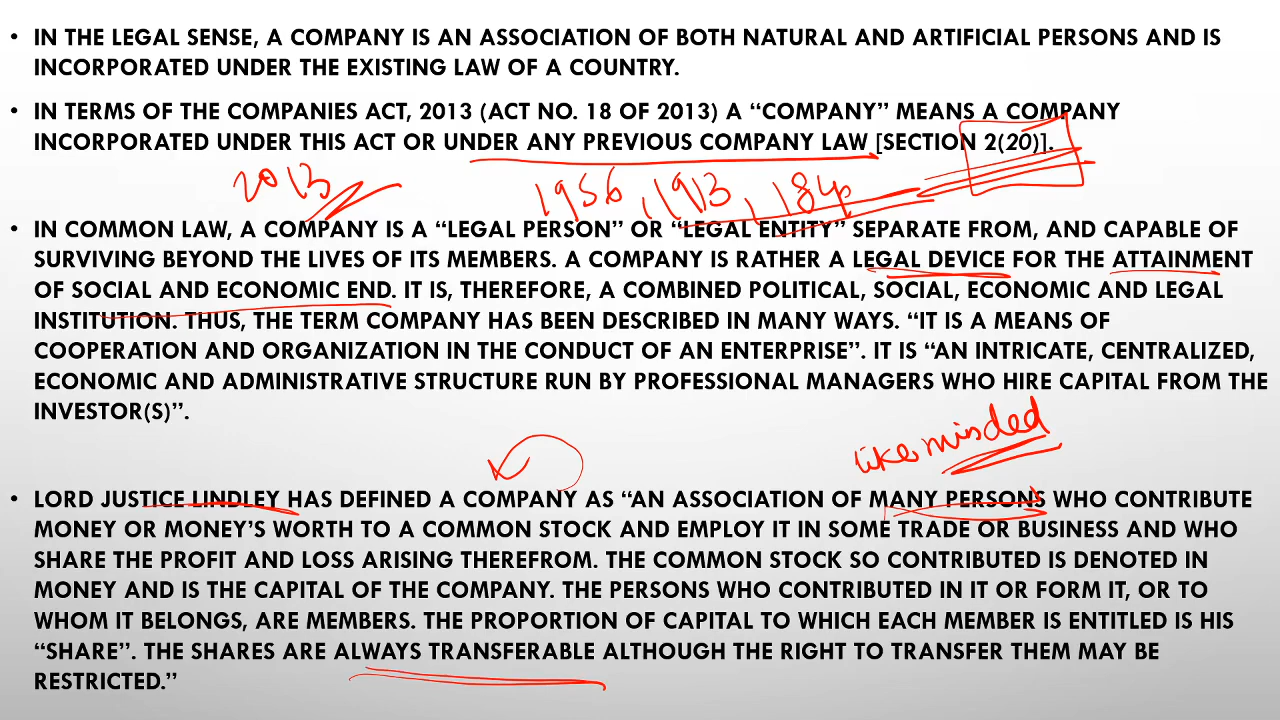 • IN THE LEGAL SENSE, A COMPANY IS AN ASSOCIATION OF BOTH NATURAL AND ARTIFICIAL PERSONS AND IS
INCORPORATED UNDER THE EXISTING LAW OF A COUNTRY.
• IN TERMS OF THE COMPANIES ACT, 2013 (ACT NO. 18 OF 2013) A “COMPANY” MEANS A COMPANY
INCORPORATED UNDER THIS ACT OR UNDER ANY PREVIOUS COMPANY LAW [SECTION 2(20)].
2013 1956, 1913, 184
• IN COMMON LAW, A COMPANY IS A “LEGAL PERSON” OR “LEGAL ENTITY” SEPARATE FROM, AND CAPABLE OF
SURVIVING BEYOND THE LIVES OF ITS MEMBERS. A COMPANY IS RATHER A LEGAL DEVICE FOR THE ATTAINMENT
OF SOCIAL AND ECONOMIC END. IT IS, THEREFORE, A COMBINED POLITICAL, SOCIAL, ECONOMIC AND LEGAL
INSTITUTION. THUS, THE TERM COMPANY HAS BEEN DESCRIBED IN MANY WAYS. “IT IS A MEANS OF
COOPERATION AND ORGANIZATION IN THE CONDUCT OF AN ENTERPRISE”. IT IS “AN INTRICATE, CENTRALIZED,
ECONOMIC AND ADMINISTRATIVE STRUCTURE RUN BY PROFESSIONAL MANAGERS WHO HIRE CAPITAL FROM THE
INVESTOR(S)”.
like minded
• LORD JUSTICE LINDLEY HAS DEFINED A COMPANY AS “AN ASSOCIATION OF MANY PERSONS WHO CONTRIBUTE
MONEY OR MONEY’S WORTH TO A COMMON STOCK AND EMPLOY IT IN SOME TRADE OR BUSINESS AND WHO
SHARE THE PROFIT AND LOSS ARISING THEREFROM. THE COMMON STOCK SO CONTRIBUTED IS DENOTED IN
MONEY AND IS THE CAPITAL OF THE COMPANY. THE PERSONS WHO CONTRIBUTED IN IT OR FORM IT, OR TO
WHOM IT BELONGS, ARE MEMBERS. THE PROPORTION OF CAPITAL TO WHICH EACH MEMBER IS ENTITLED IS HIS
“SHARE”. THE SHARES ARE ALWAYS TRANSFERABLE ALTHOUGH THE RIGHT TO TRANSFER THEM MAY BE
RESTRICTED.”